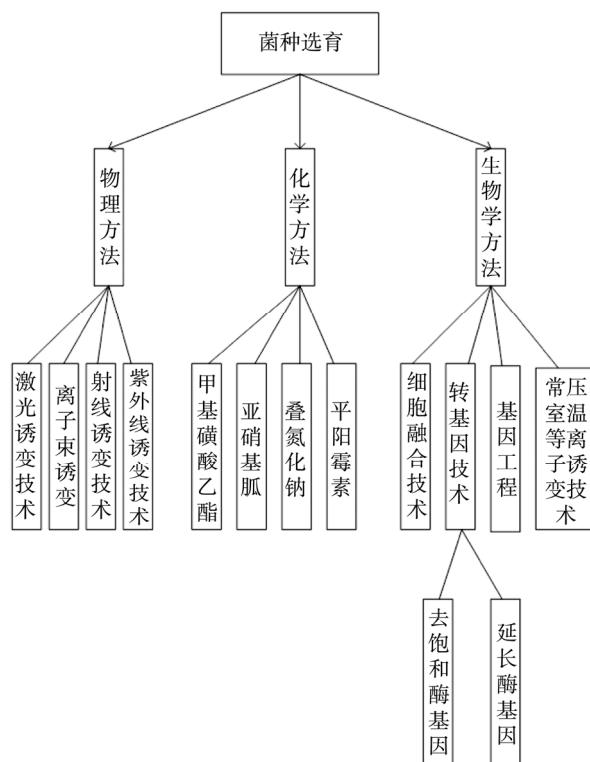 菌种选育
物理方法
化学方法
生物学方法
激光诱变技术
离子束诱变
射线诱变技术
紫外线诱变技术
甲基磺酸乙酯
亚硝基胍
叠氮化钠
平阳霉素
细胞融合技术
转基因技术
基因工程
常压室温等离子诱变技术
去饱和酶基因
延长酶基因